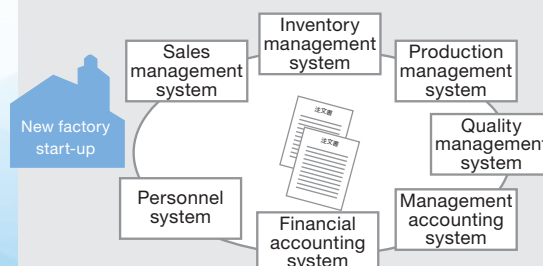 Inventory
management
system
Sales
management
system
Production
management
system
New factory
start-up
注文書
注文書
Quality
management
system
Personnel
system
Management
accounting
system
Financial
accounting
system